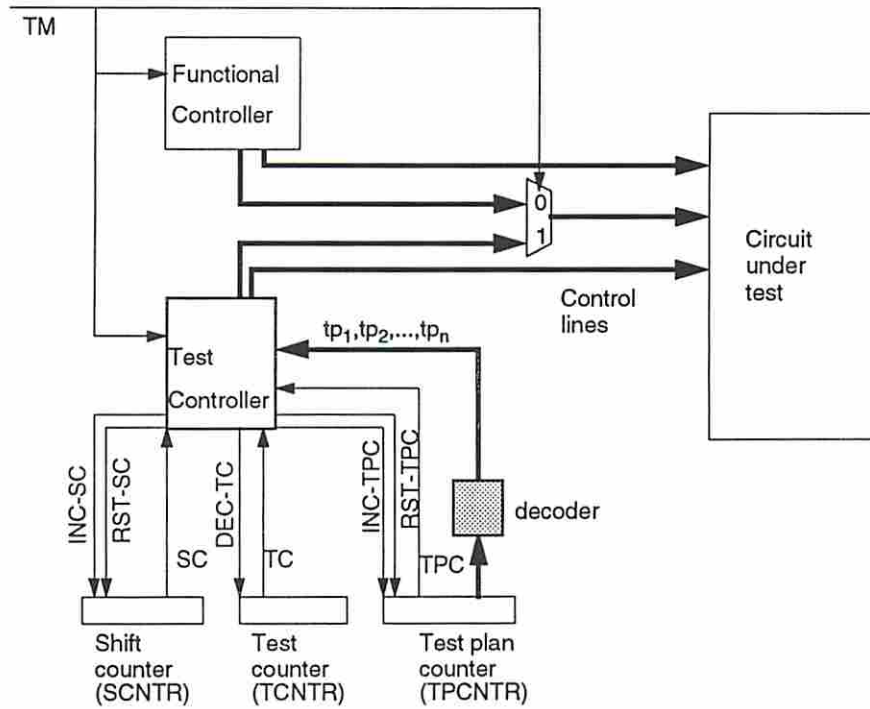 TM
Functional
Controller
0
1
Circuit
under
test
Control
lines
tp1,tp2,...,tpn
Test
Controller
INC-SC
RST-SC
SC
DEC-TC
TC
INC-TPC
RST-TPC
TPC
decoder
Shift
counter
(SCNTR)
Test
counter
(TCNTR)
Test plan
counter
(TPCNTR)